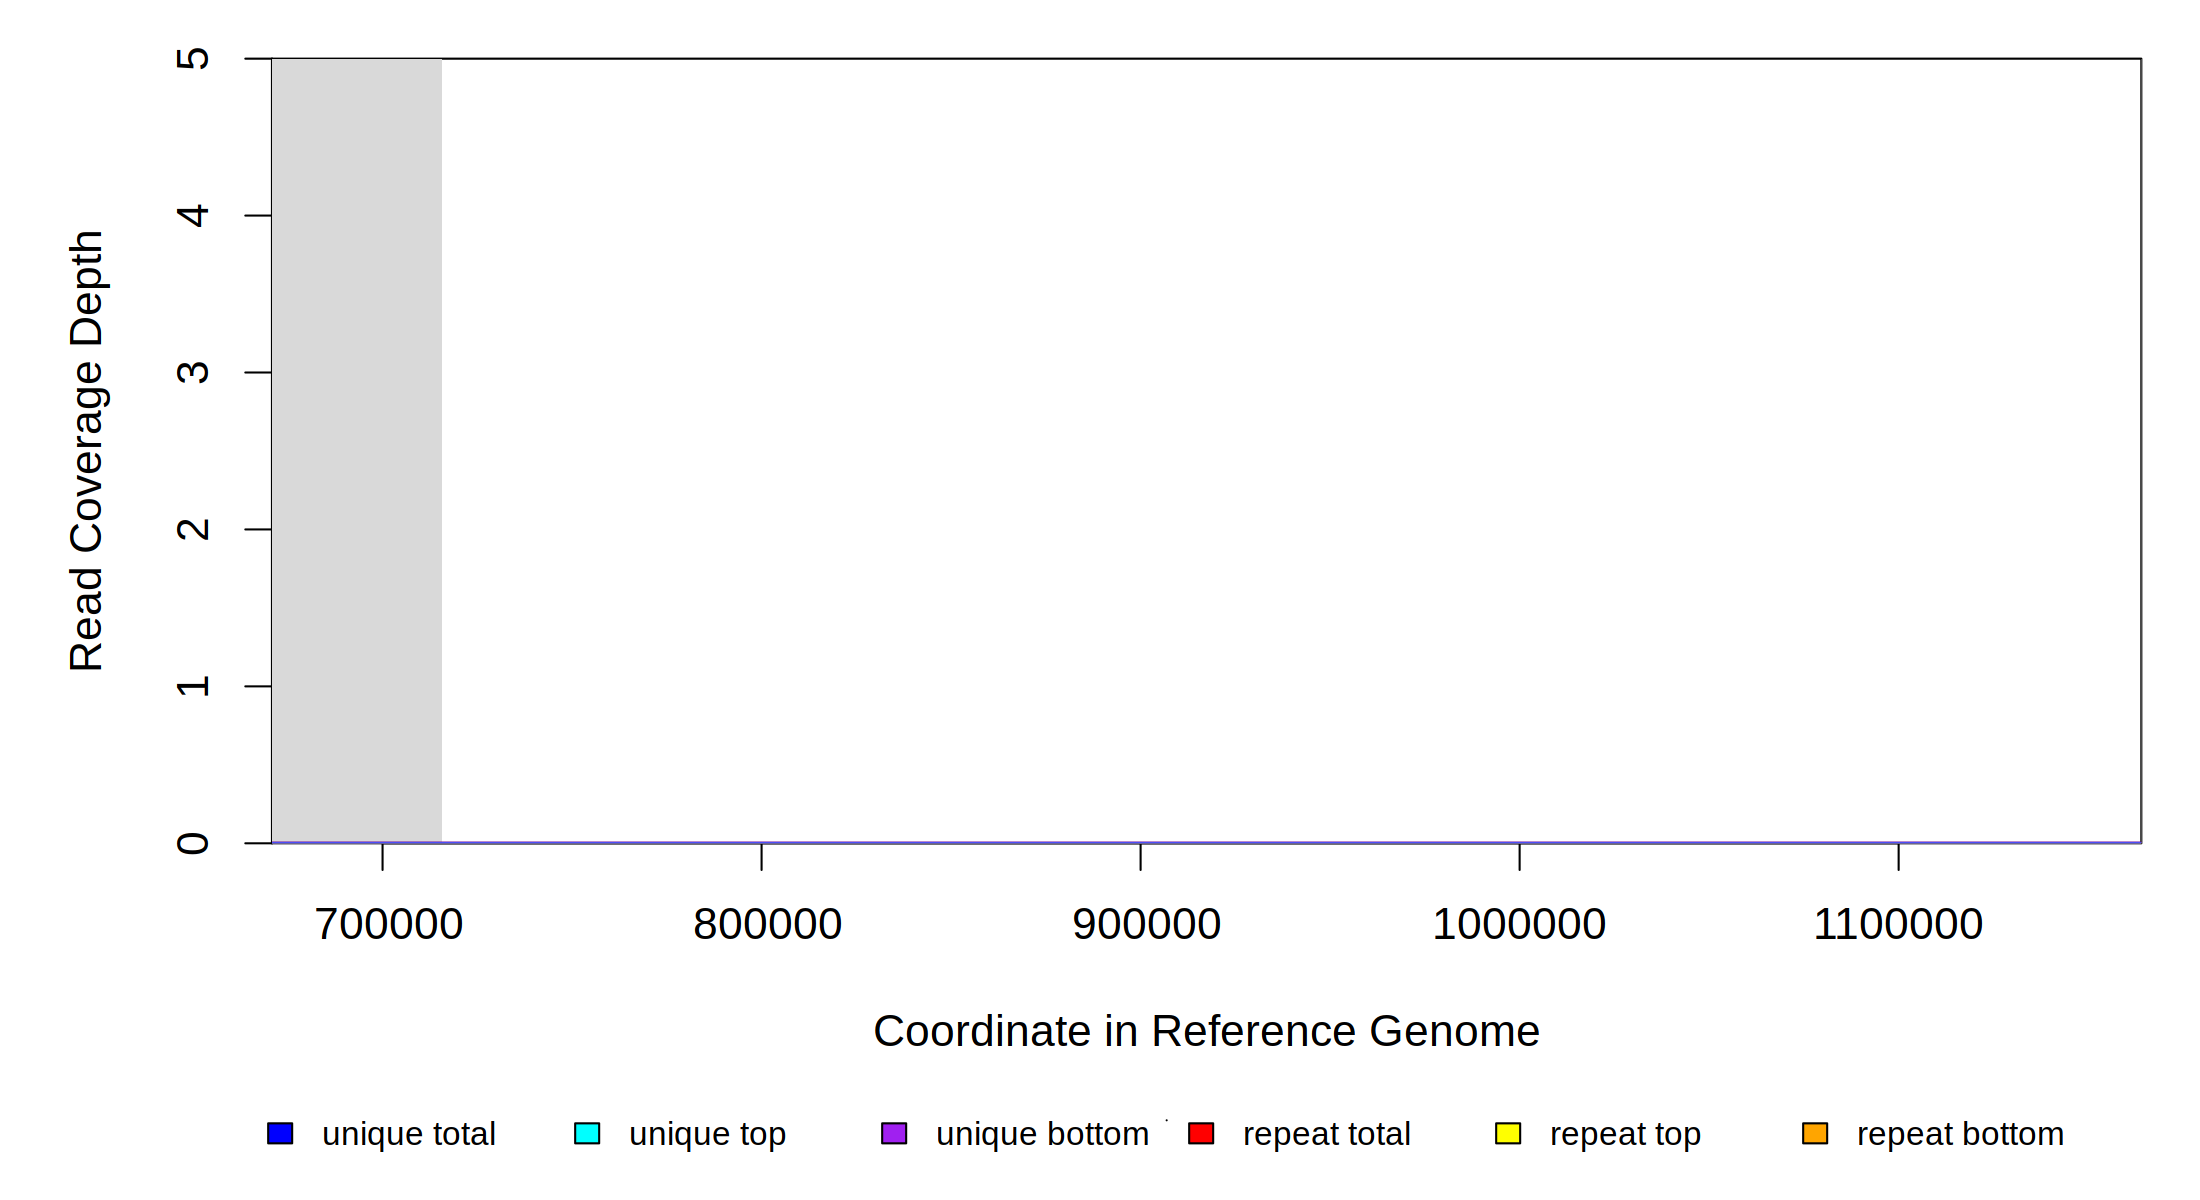 5
4
3
2
1
0
Read Coverage Depth
700000 800000 900000 1000000 1100000
Coordinate in Reference Genome
unique total unique top unique bottom repeat total repeat top repeat bottom